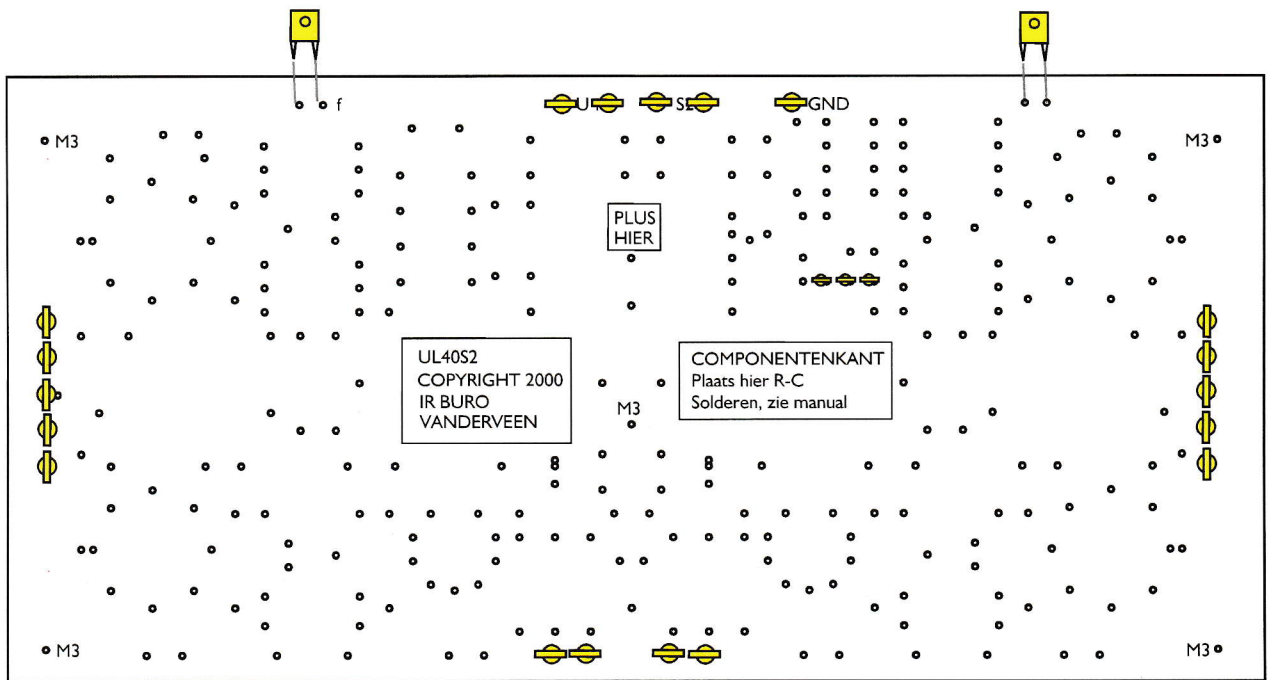 f
S2
GND
M3
M3
PLUS
HIER
UL40S2
COPYRIGHT 2000
IR BURO
VANDERVEEN
COMPONENTENKANT
Plaats hier R-C
Solderen, zie manual
M3
M3
M3